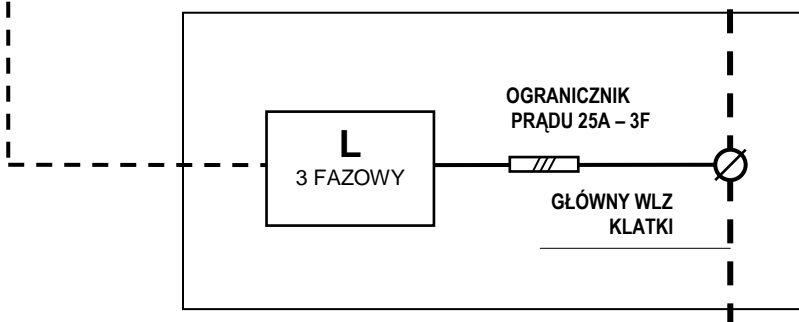 OGRANICZNIK
PRĄDU 25A – 3F
L
3 FAZOWY
GŁÓWNY WLZ
KLATKI